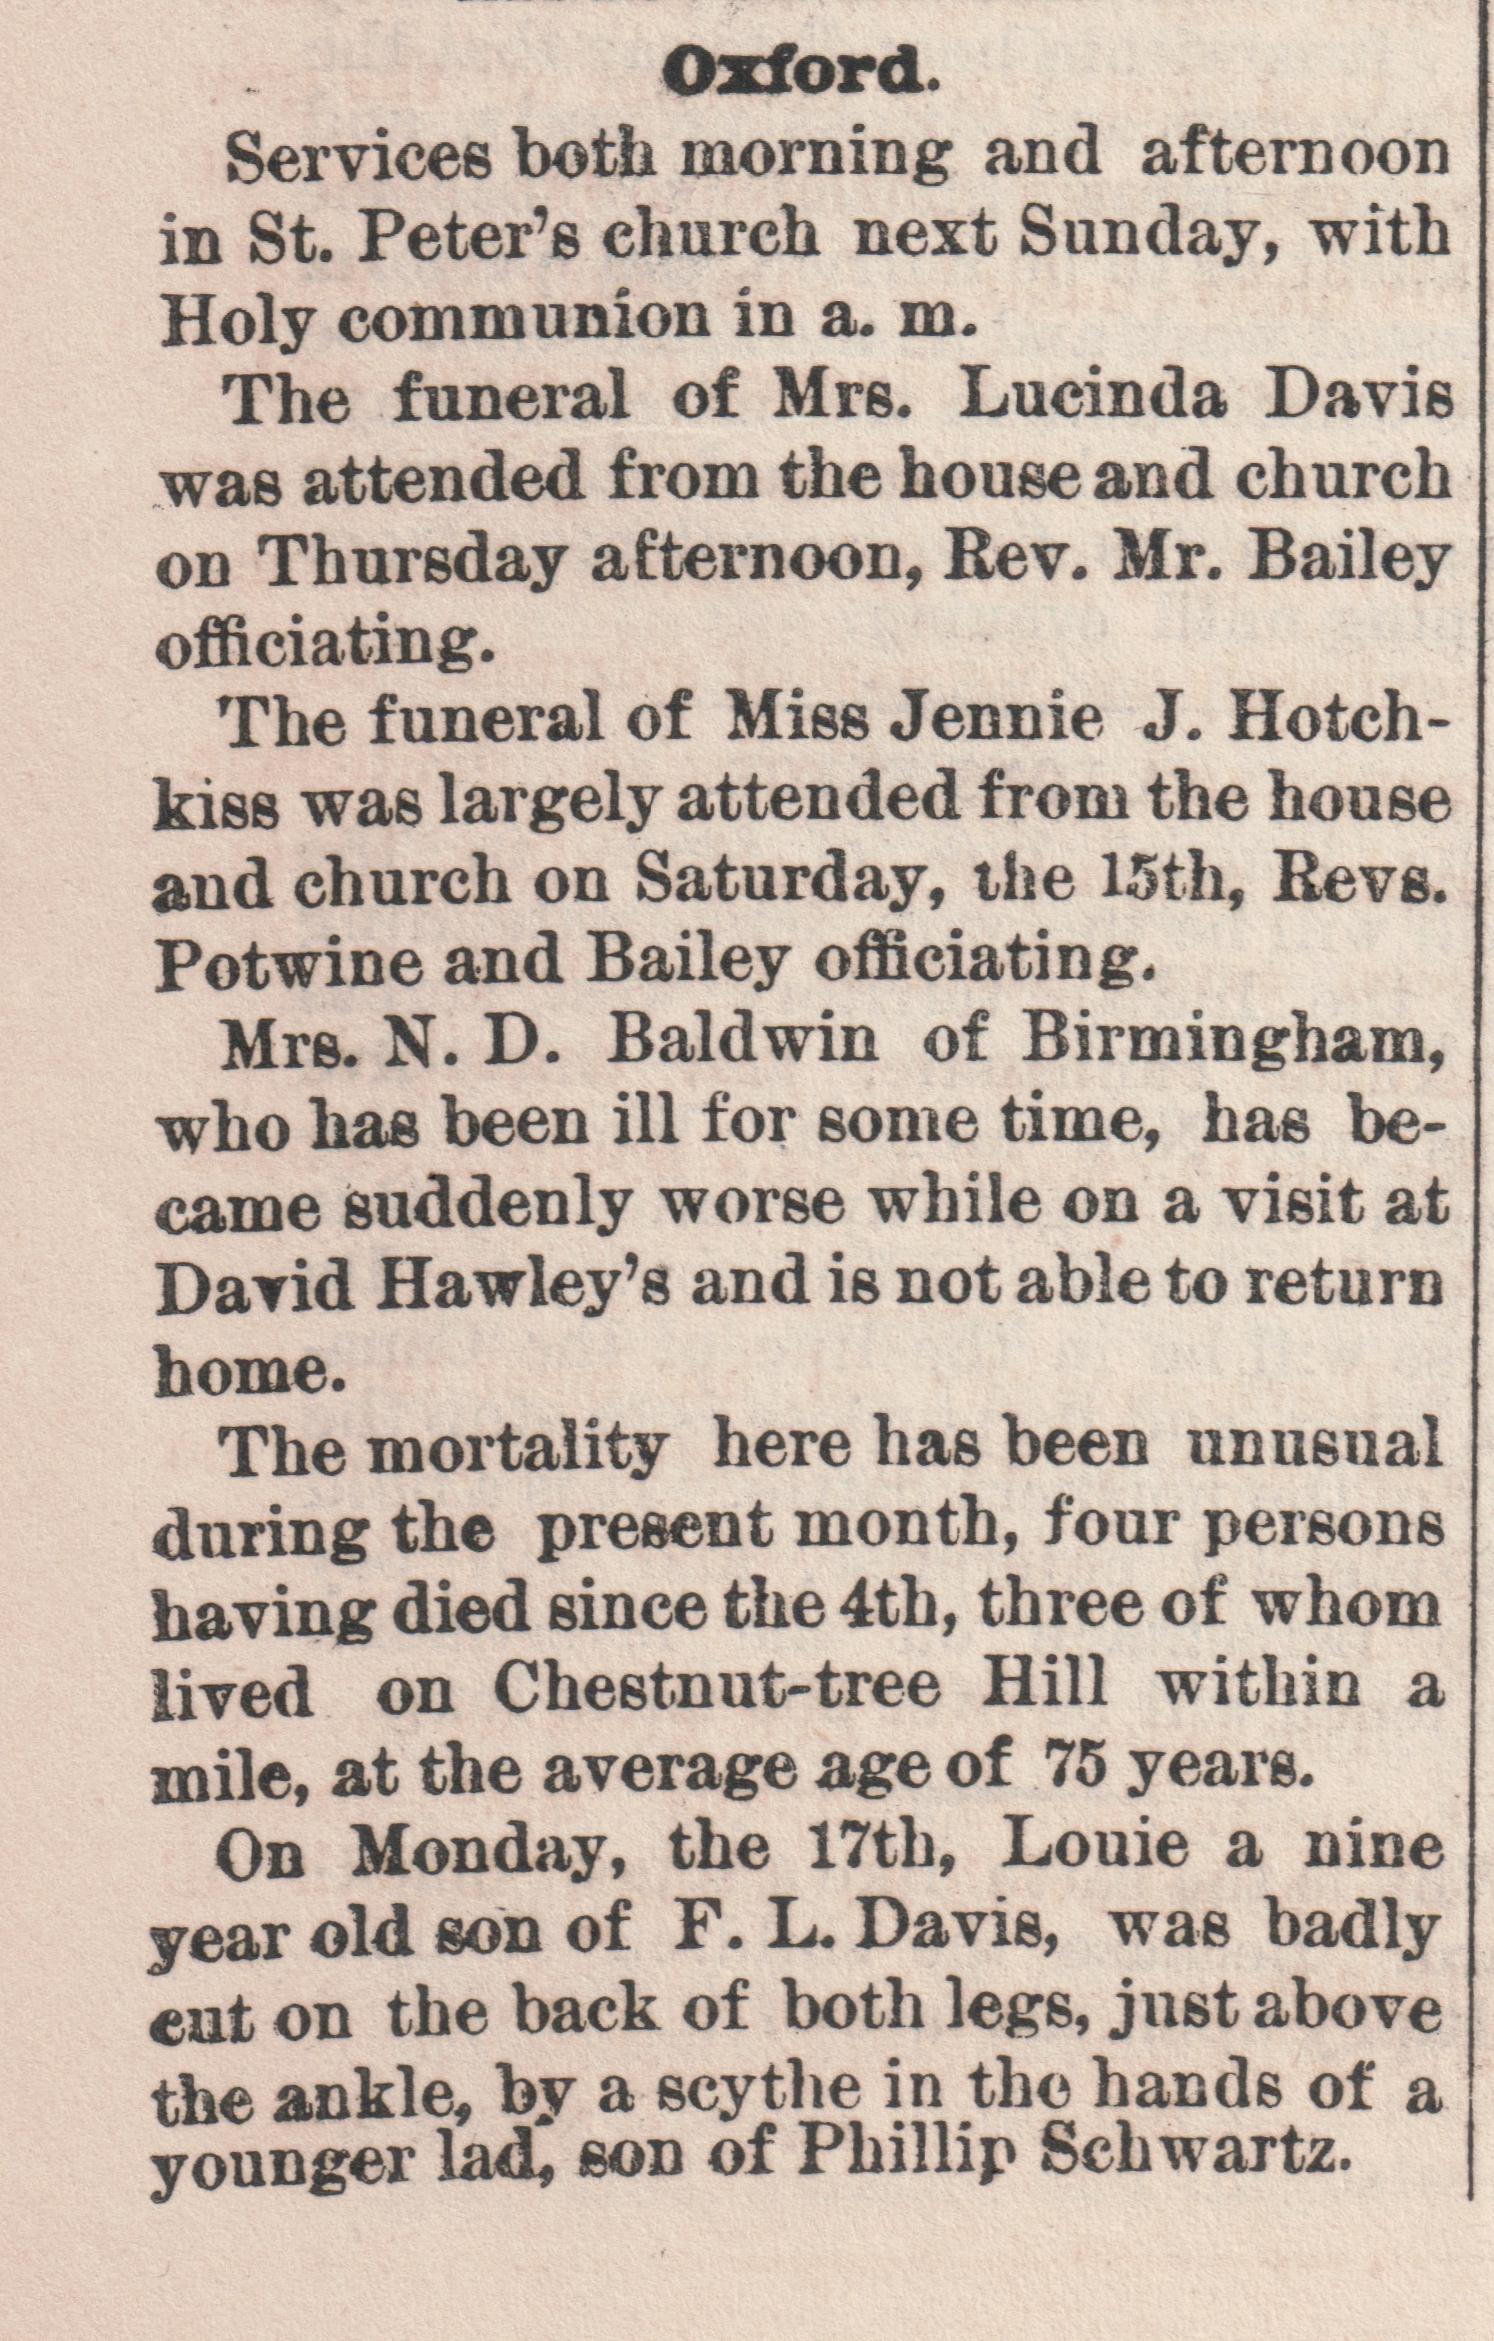 Oxford.
Services both morning and afternoon
in St. Peter's church next Sunday, with
Holy communion in a. m.
The funeral of Mrs. Lucinda Davis
was attended from the house and church
on Thursday afternoon, Rev. Mr. Bailey
officiating.
The funeral of Miss Jennie J. Hotch-
kiss was largely attended from the house
and church on Saturday, the 15th, Revs.
Potwine and Bailey officiating.
Mrs. N. D. Baldwin of Birmingham,
who has been ill for some time, has be-
came suddenly worse while on a visit at
David Hawley's and is not able to return
home.
The mortality here has been unusual
during the present month, four persons
having died since the 4th, three of whom
lived on Chestnut-tree Hill within a
mile, at the average age of 75 years.
On Monday, the 17th, Louie a nine
year old son of F. L. Davis, was badly
cut on the back of both legs, just above
the ankle, by a scythe in the hands of a
younger lad, son of Phillip Schwartz.